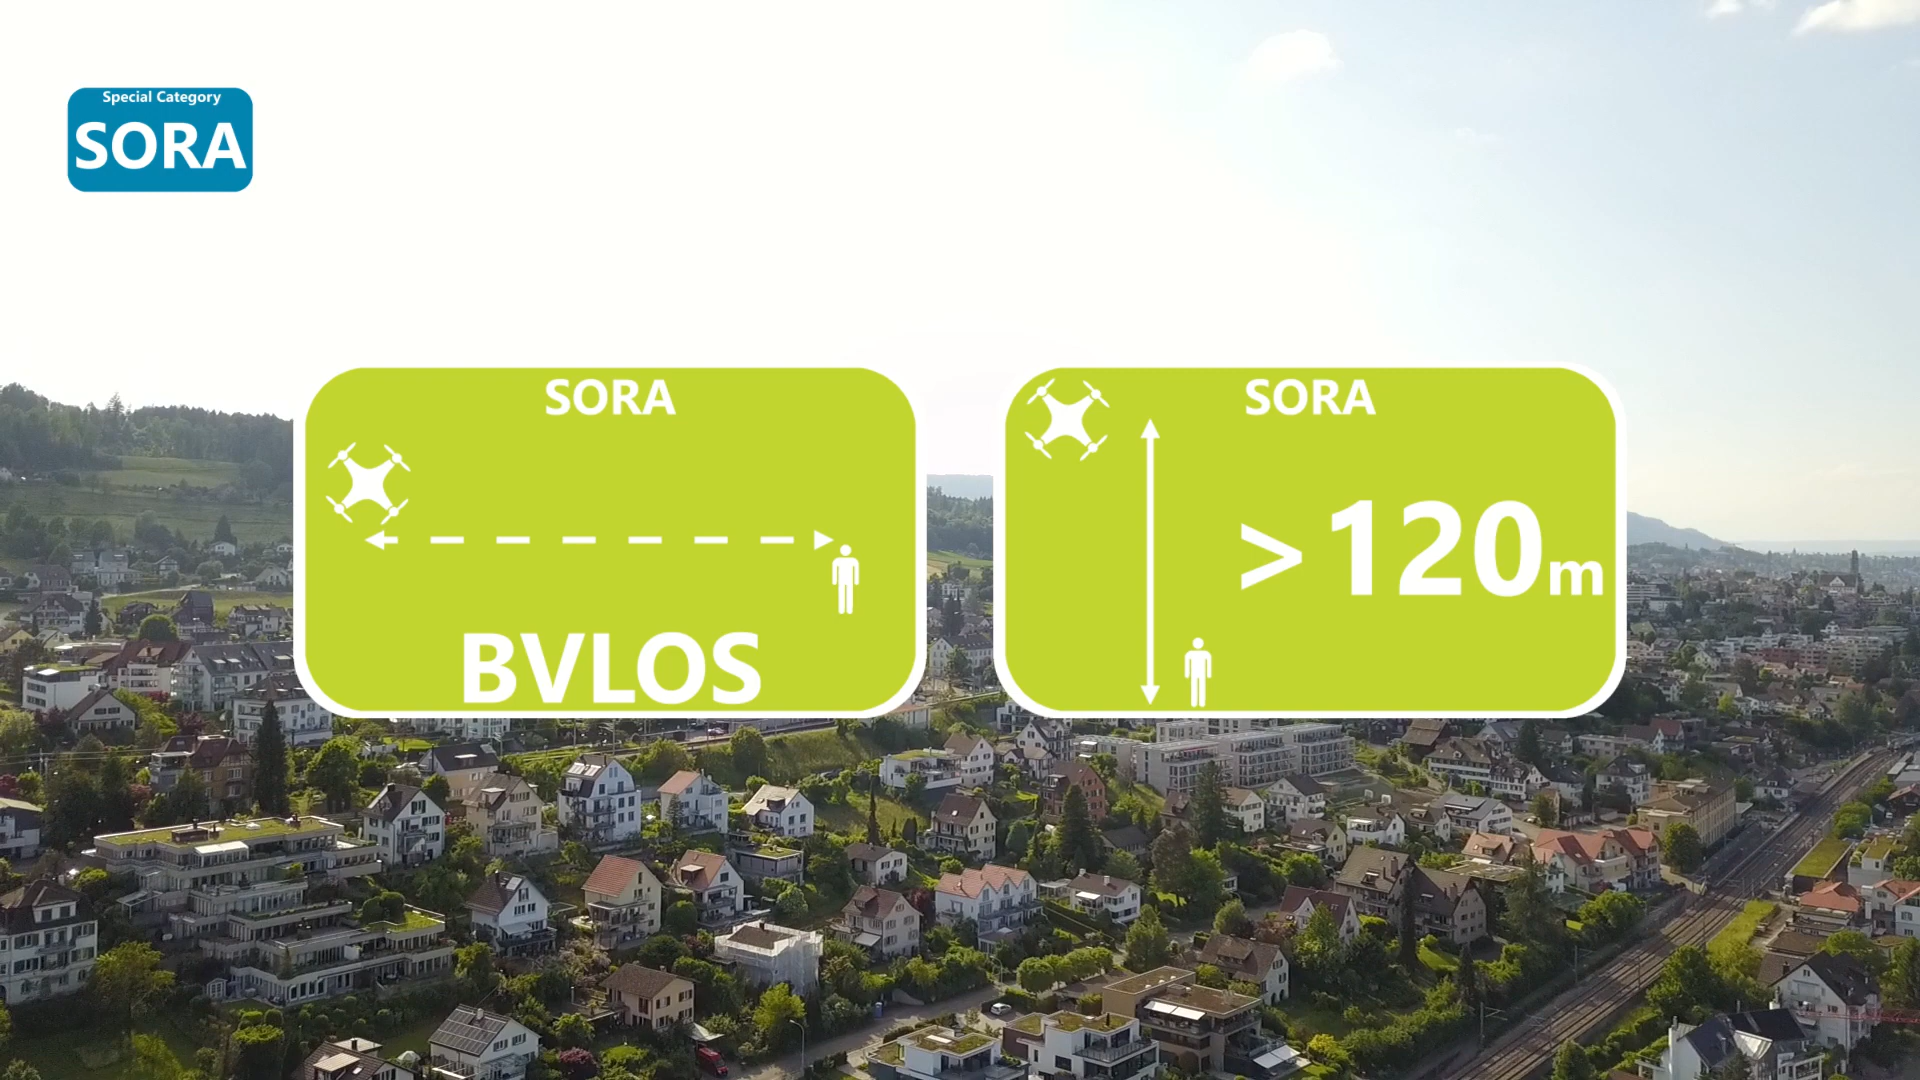 Special Category
SORA
SORA
BVLOS
SORA
> 120m